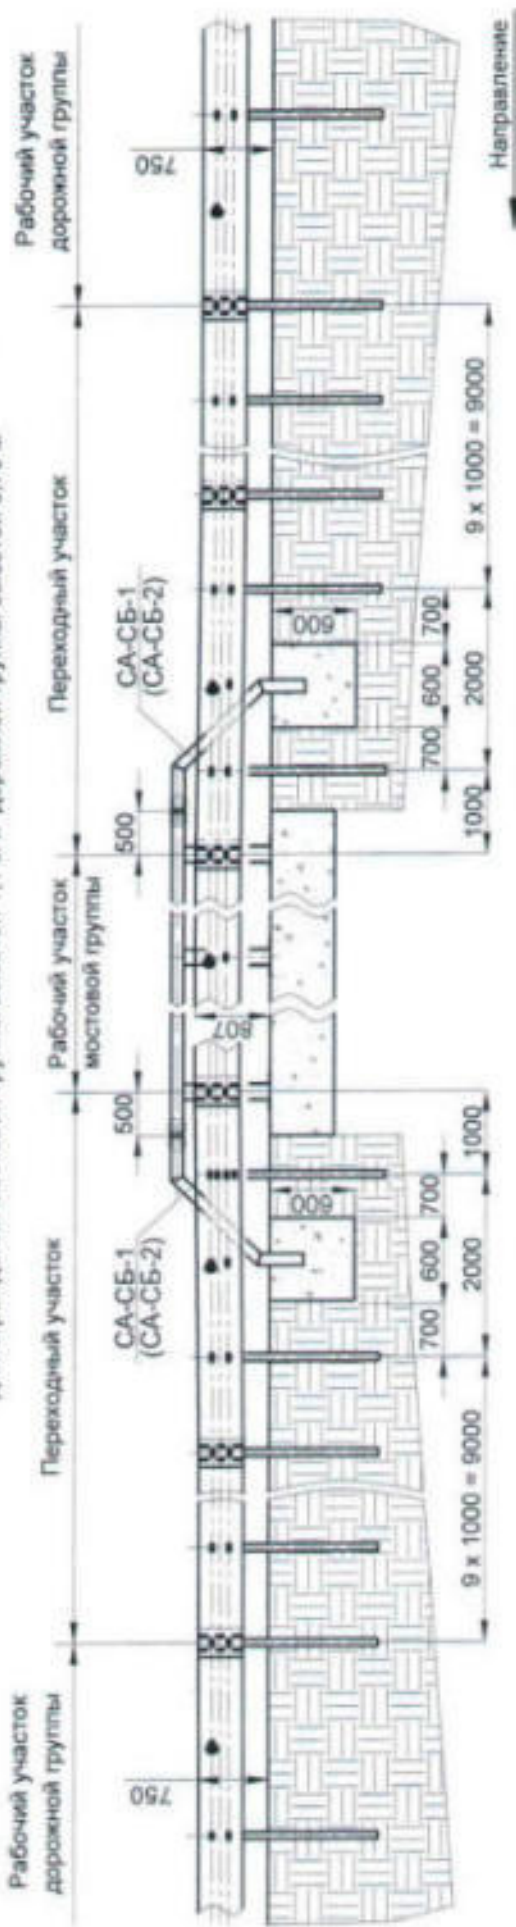 Рабочий участок
дорожной группы
Переходный участок
Рабочий участок
мостовой группы
Переходный участок
Рабочий участок
дорожной группы
750
СА-СБ-1
(СА-СБ-2)
500
807
500
СА-СБ-1
(СА-СБ-2)
750
600
600
700
600
700
700
600
700
9 x 1000 = 9000
2000
1000
1000
2000
9 x 1000 = 9000
Направление